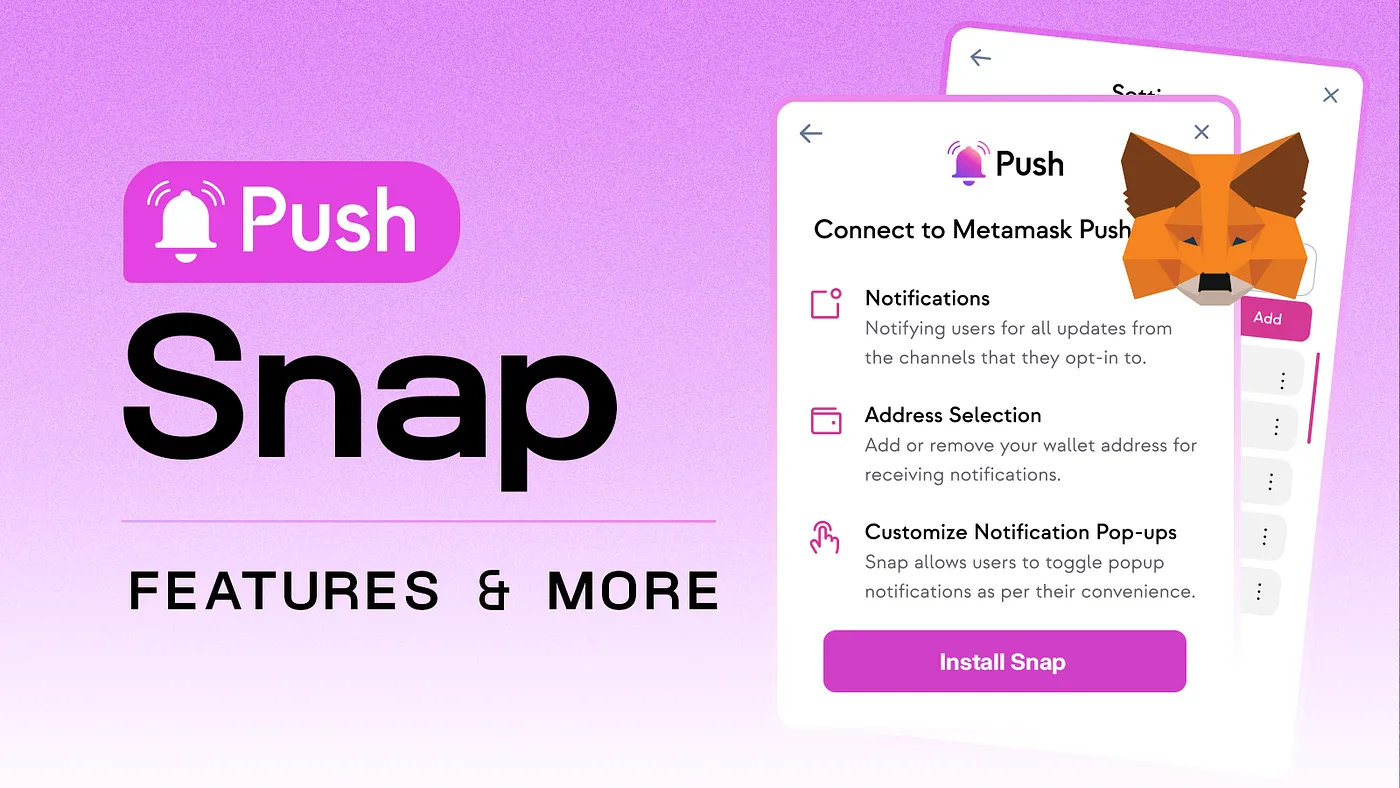 Push
Snap
FEATURES & MORE
Push
Connect to Metamask Push
Notifications
Notifying users for all updates from
the channels that they opt-in to.
Address Selection
Add or remove your wallet address for
receiving notifications.
Customize Notification Pop-ups
Snap allows users to toggle popup
notifications as per their convenience.
Install Snap
Add